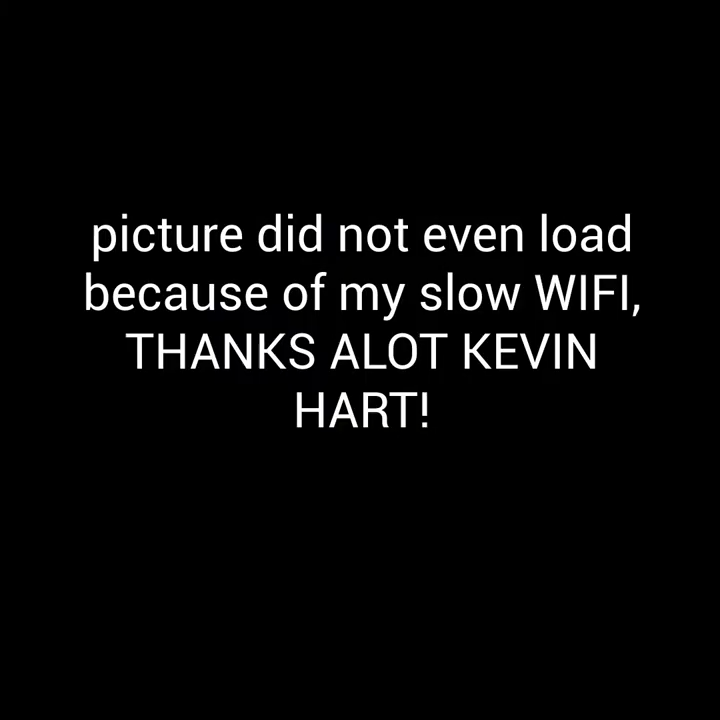 picture did not even load
because of my slow WIFI,
THANKS ALOT KEVIN
HART!